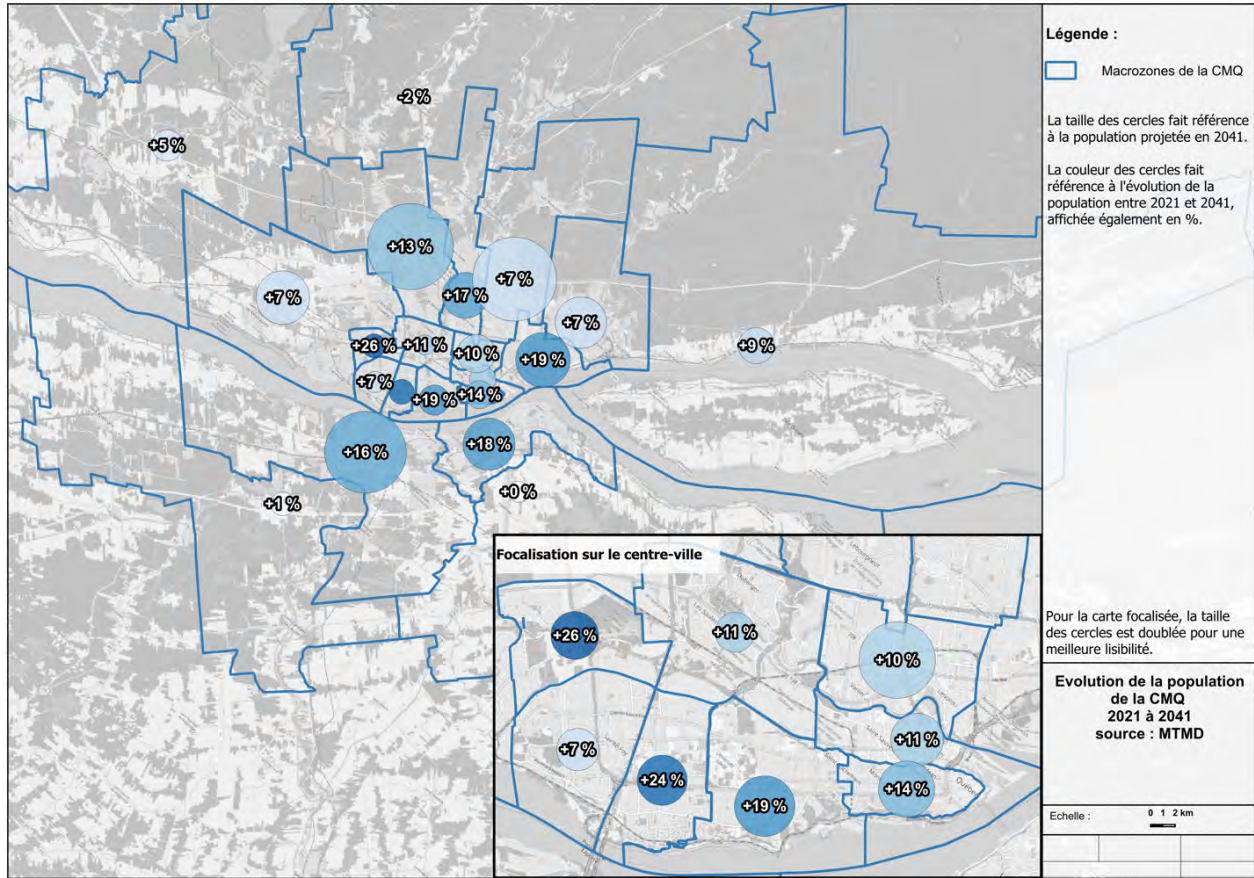 Légende :
Macrozones de la CMQ
La taille des cercles fait référence
à la population projetée en 2041.
La couleur des cercles fait
référence à l'évolution de la
population entre 2021 et 2041,
affichée également en %.
-2 %
+5 %
+13 %
+7 %
+7 %
+17 %
+7 %
+26 %
+11 %
+10 %
+19 %
+9 %
+7 %
+19 %
+14 %
+16 %
+18 %
+1 %
+0 %
Focalisation sur le centre-ville
+26 %
+11 %
+10 %
+11 %
+7 %
+24 %
+19 %
+14 %
Québec
Pour la carte focalisée, la taille
des cercles est doublée pour une
meilleure lisibilité.
Evolution de la population
de la CMQ
2021 à 2041
source : MTMD
Echelle :
0 1 2 km